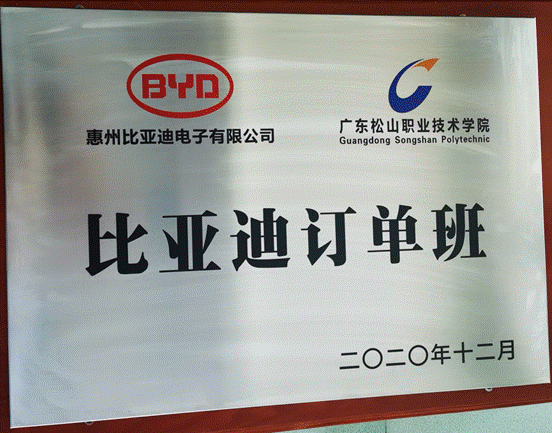 BYD
惠州比亚迪电子有限公司
广东松山职业技术学院
Guangdong Songshan Polytechnic
比亚迪订单班
二〇二〇年十二月